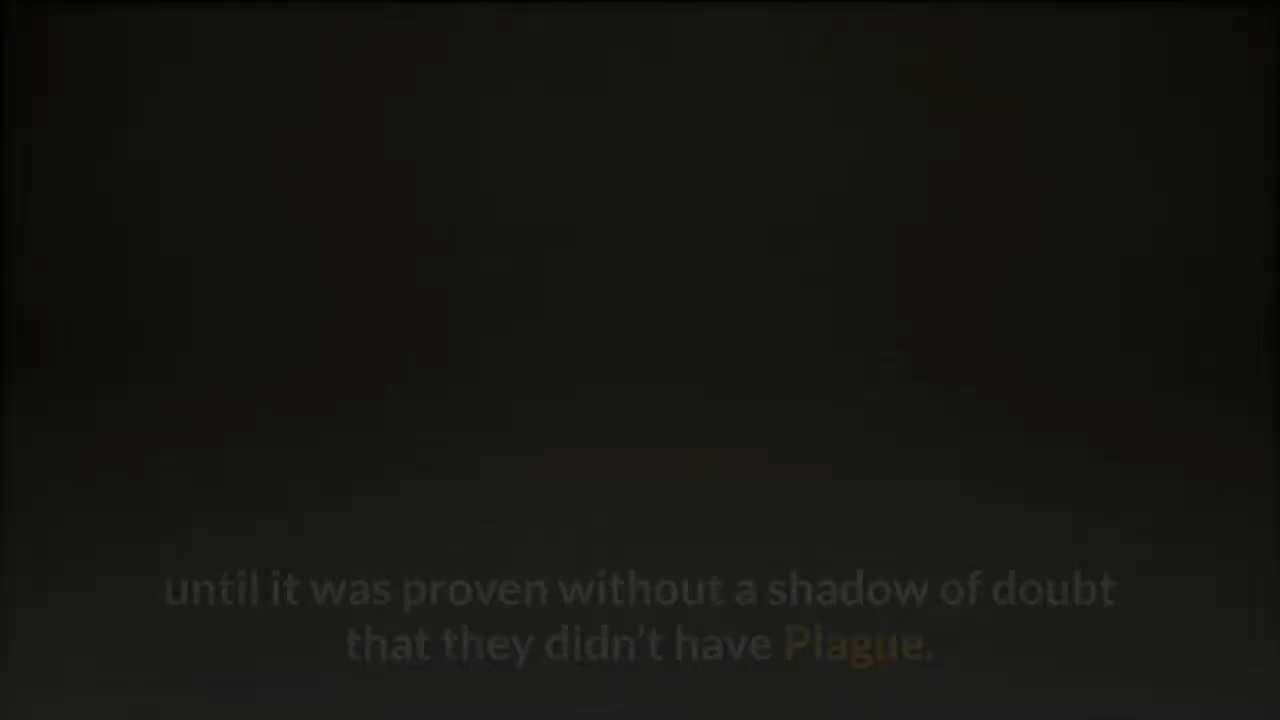 until it was proven without a shadow of doubt
that they didn't have Plague.